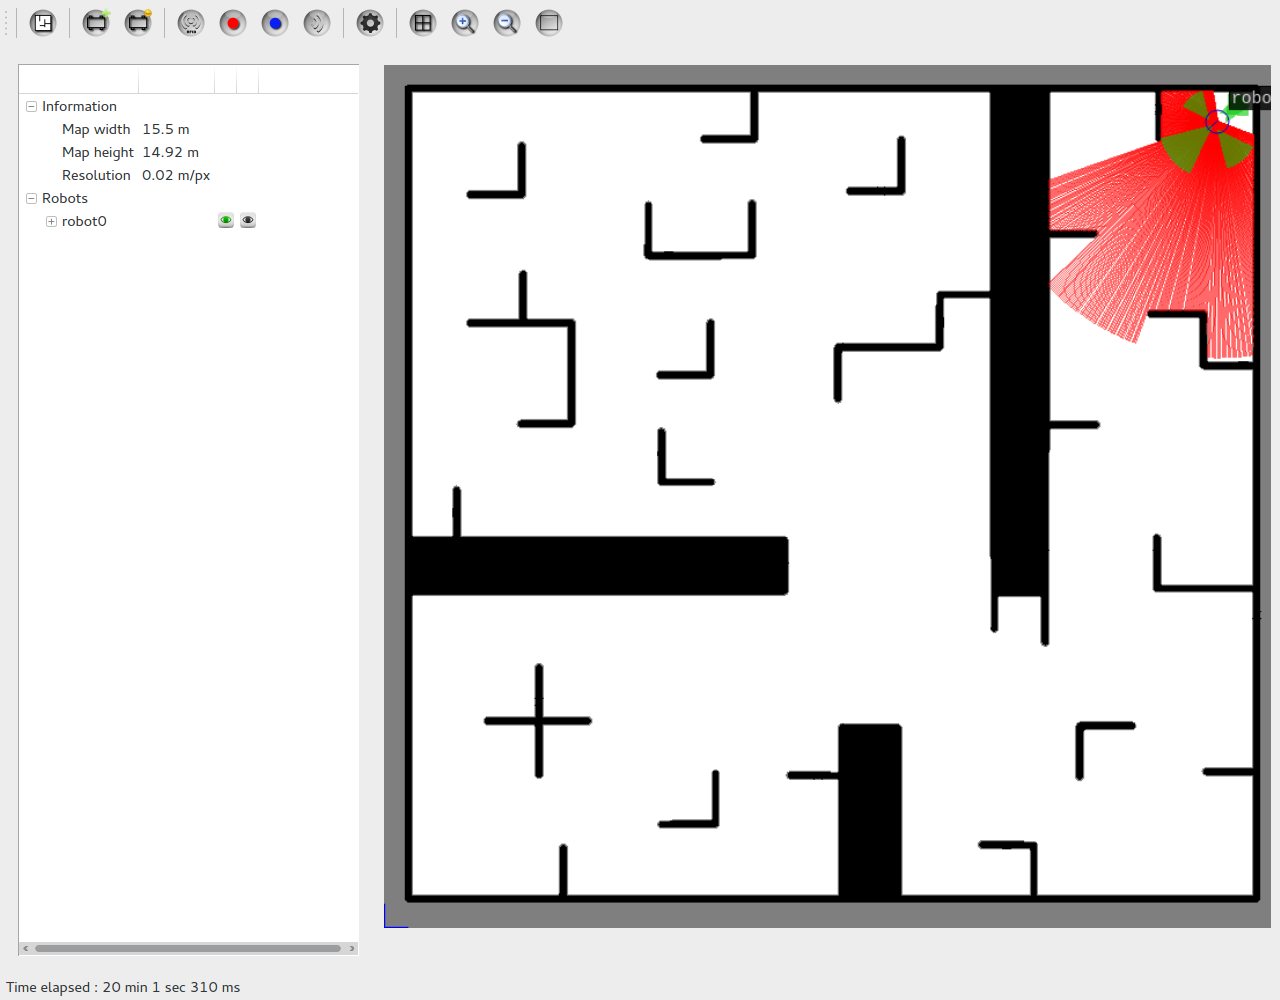 robo
Information
Map width 15.5 m
Map height 14.92 m
Resolution 0.02 m/px
Robots
robot0
Time elapsed : 20 min 1 sec 310 ms